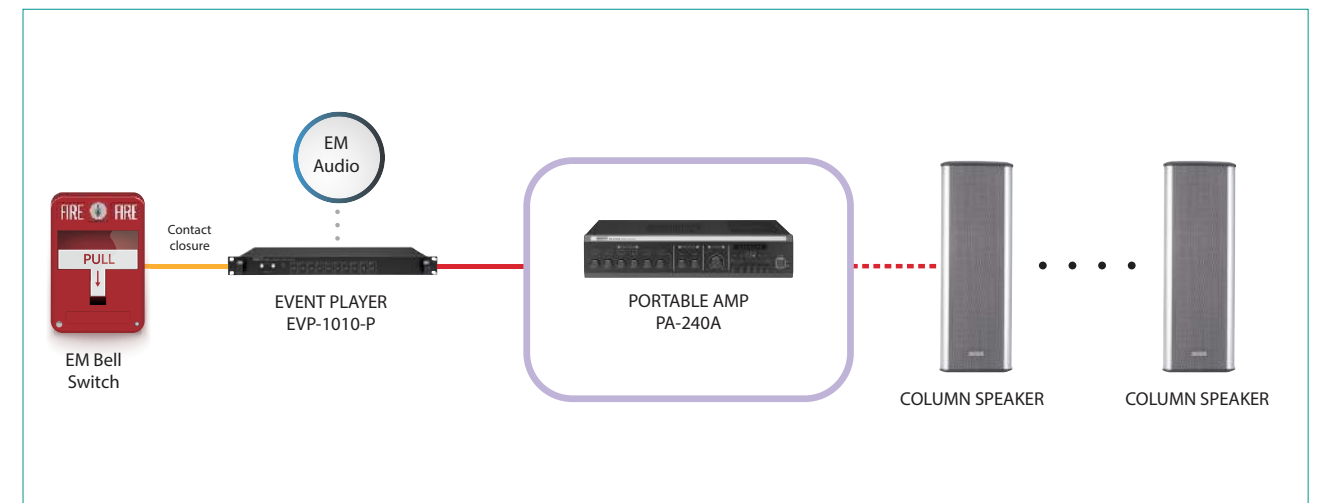 EM
Audio
FIRE FIRE
PULL
Contact
closure
EVENT PLAYER
EVP-1010-P
PORTABLE AMP
PA-240A
EM Bell
Switch
COLUMN SPEAKER
COLUMN SPEAKER